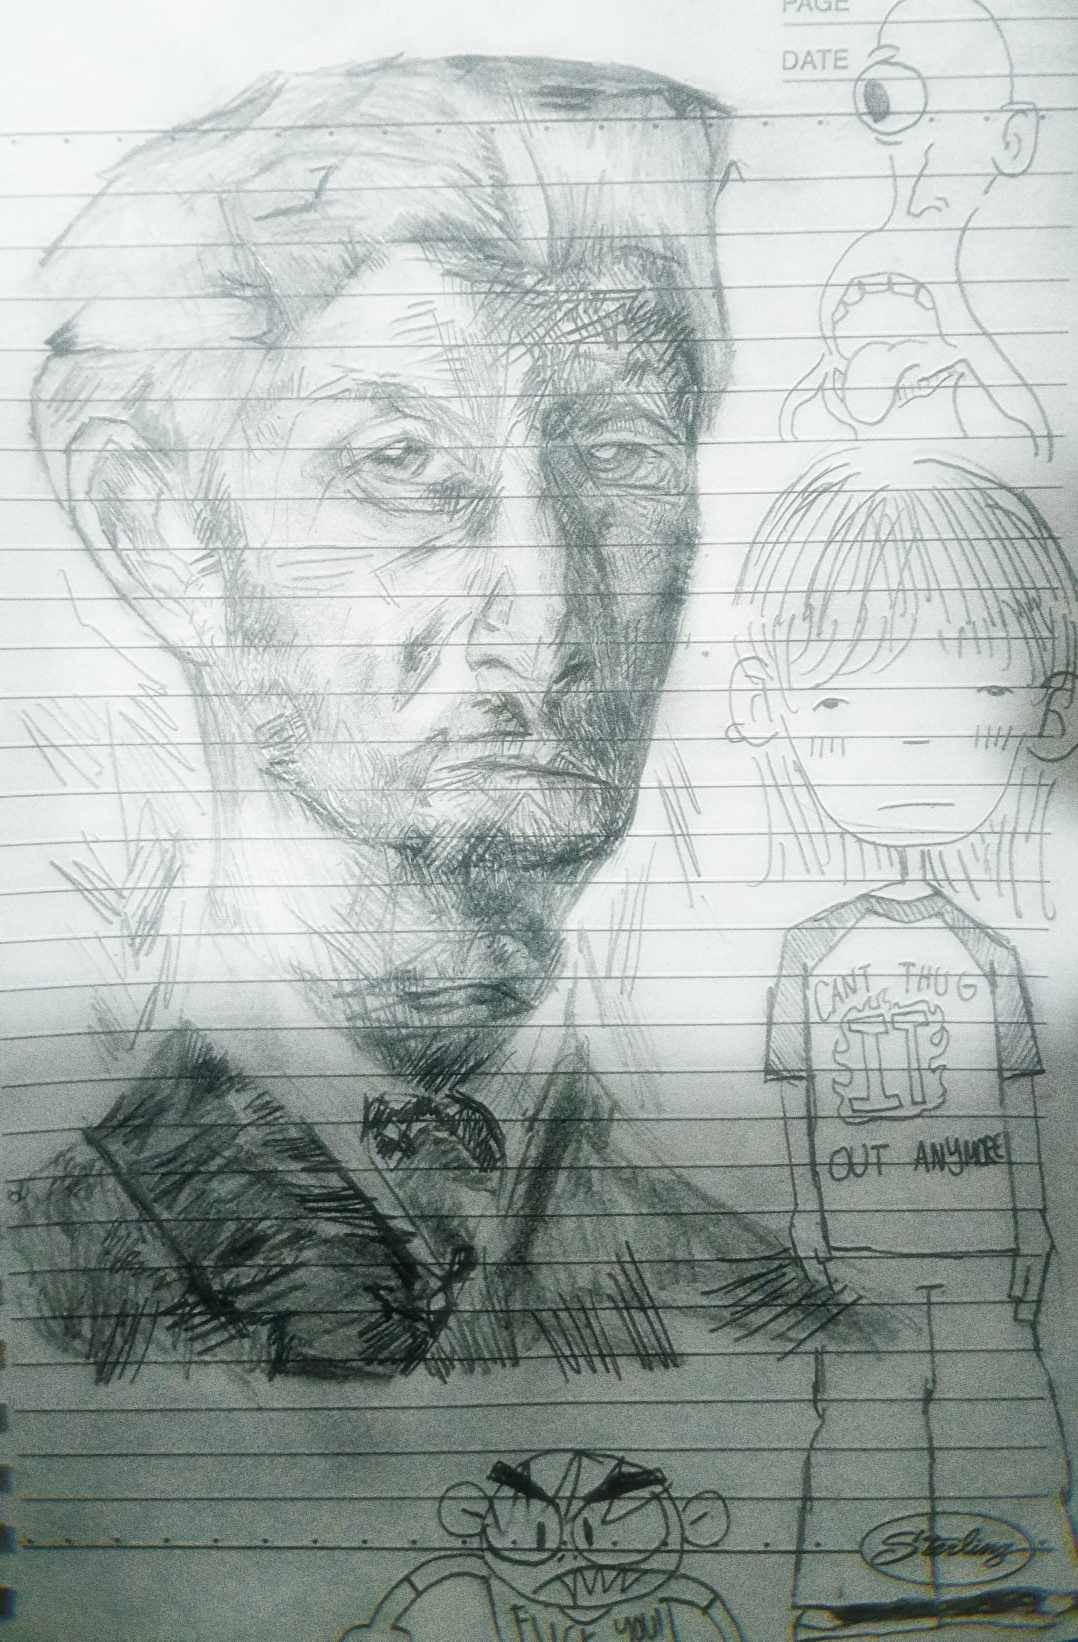 PAGE
DATE
CANT THUG
IT
OUT ANYMORE
Sterling
FUCK YOU!